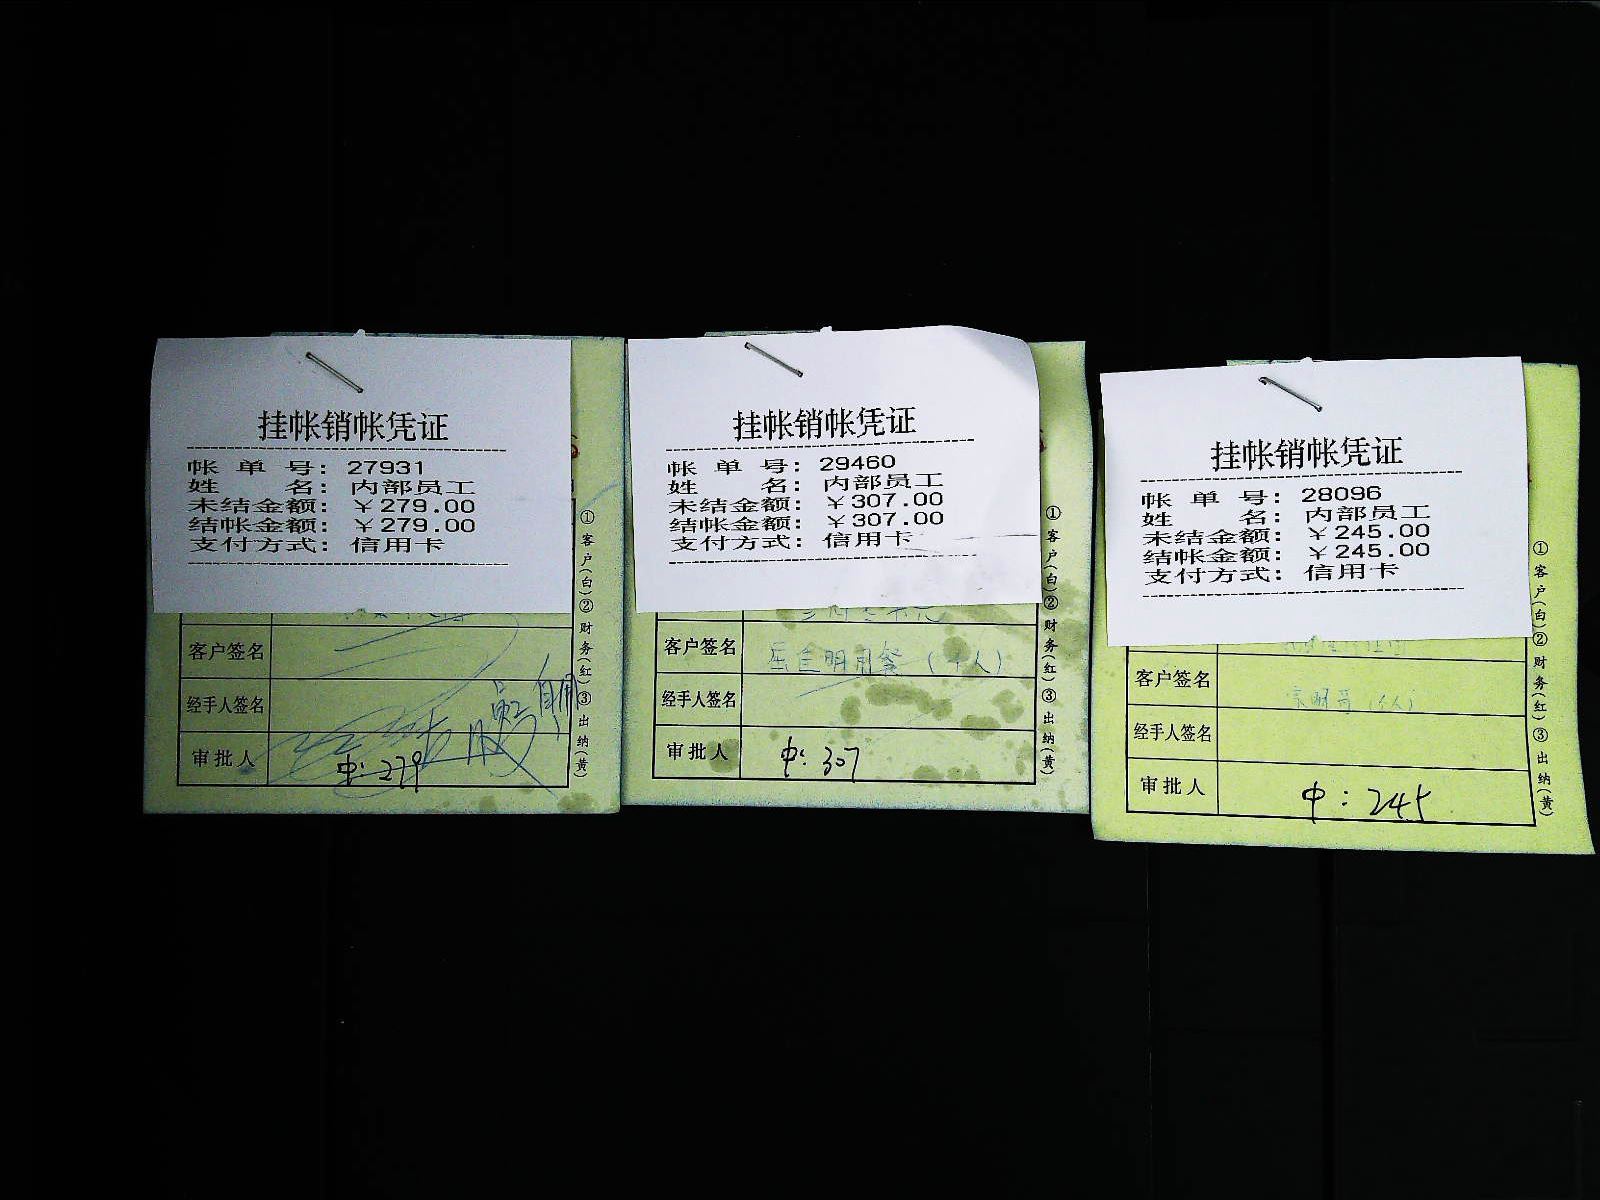 挂帐销帐凭证
帐单号: 27931
姓名: 内部员工
未结金额: ￥279.00
结帐金额: ￥279.00
支付方式: 信用卡
客户签名
经手人签名
审批人
中: 279
①客户(白)②财务(红)③出纳(黄)
挂帐销帐凭证
帐单号: 29460
姓名: 内部员工
未结金额: ￥307.00
结帐金额: ￥307.00
支付方式: 信用卡
客户签名
(个人)
经手人签名
审批人
中: 307
①客户(白)②财务(红)③出纳(黄)
挂帐销帐凭证
帐单号: 28096
姓名: 内部员工
未结金额: ￥245.00
结帐金额: ￥245.00
支付方式: 信用卡
客户签名
(个人)
经手人签名
审批人
中: 245
①客户(白)②财务(红)③出纳(黄)